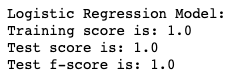 Logistic Regression Model:
Training score is: 1.0
Test score is: 1.0
Test f-score is: 1.0